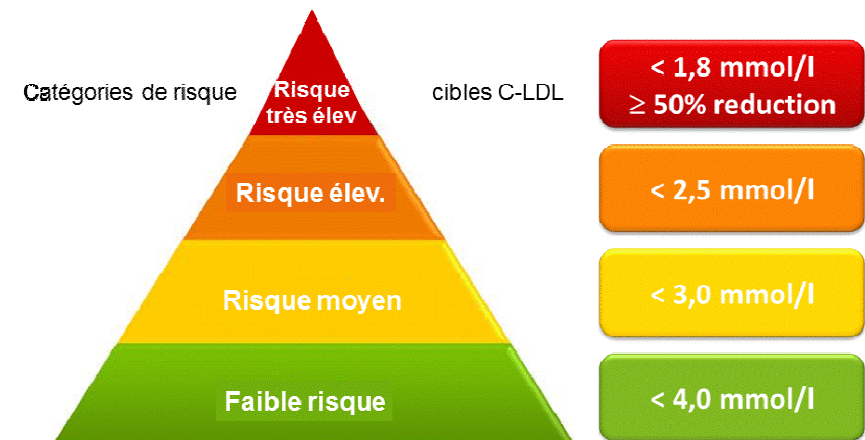 Catégories de risque
Risque
très élev
cibles C-LDL
< 1,8 mmol/l
≥ 50% reduction
Risque élev.
< 2,5 mmol/l
Risque moyen
< 3,0 mmol/l
Faible risque
< 4,0 mmol/l